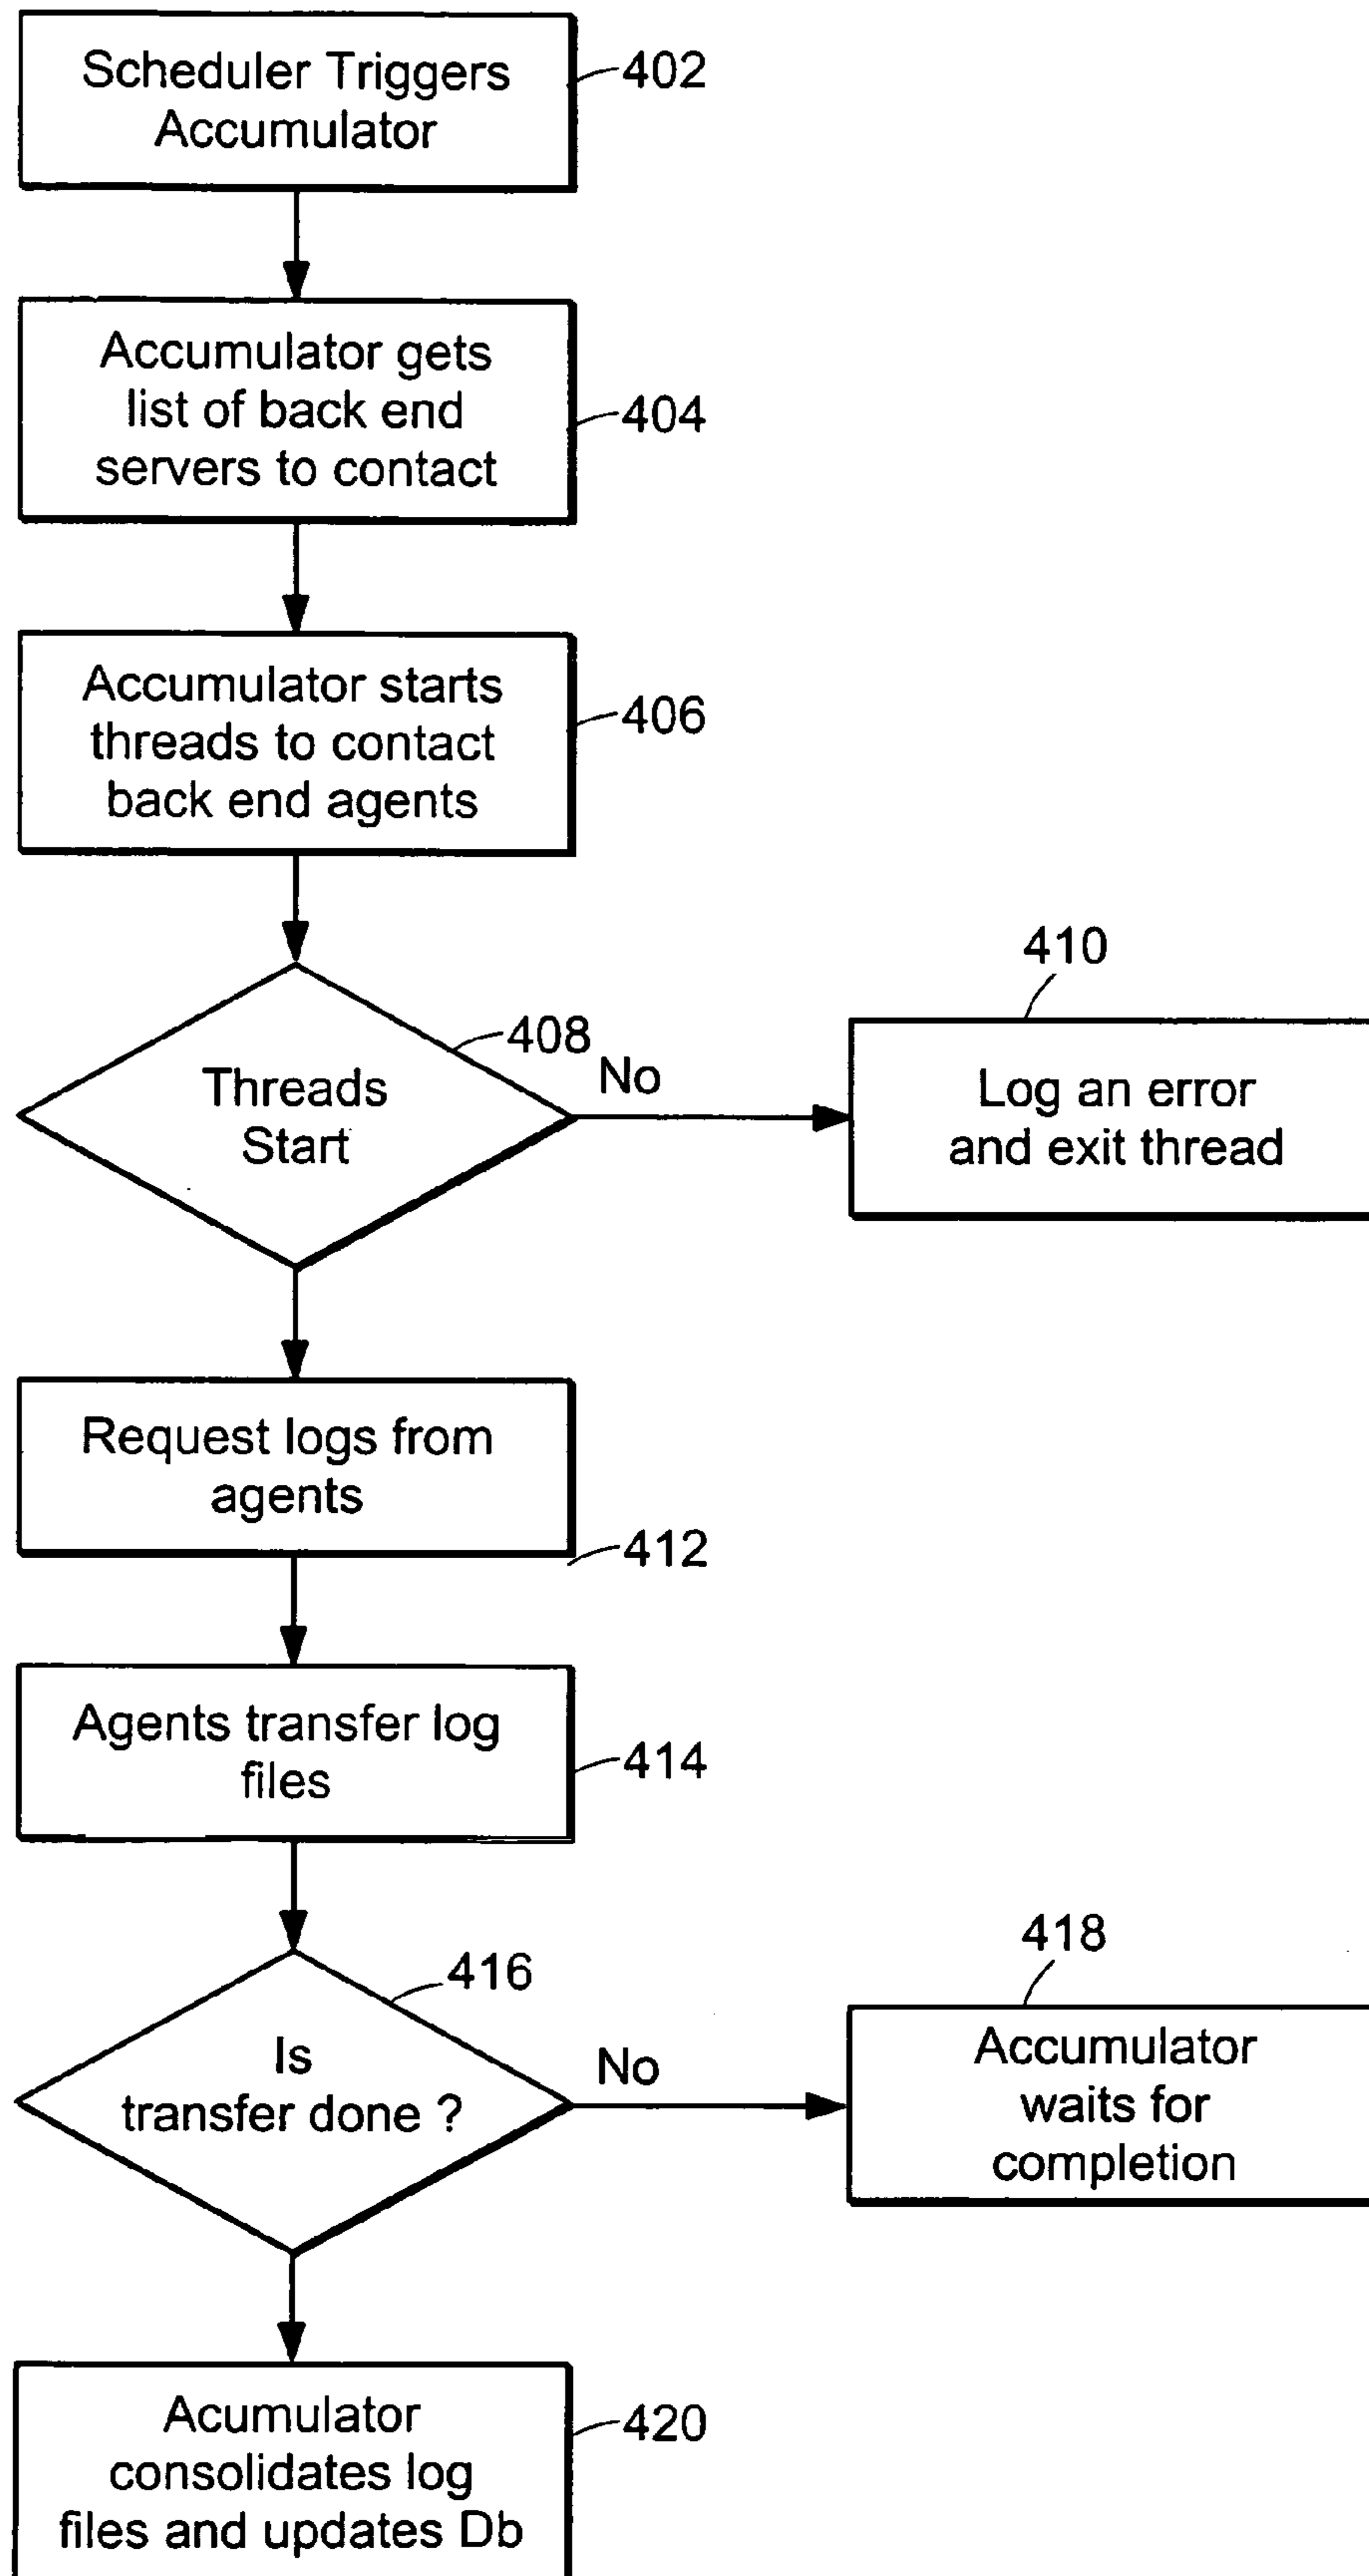 Scheduler Triggers
Accumulator
402
Accumulator gets
list of back end
servers to contact
404
Accumulator starts
threads to contact
back end agents
406
408
Threads
Start
No
410
Log an error
and exit thread
Request logs from
agents
412
Agents transfer log
files
414
416
Is
transfer done ?
No
418
Accumulator
waits for
completion
Acumulator
consolidates log
files and updates Db
420